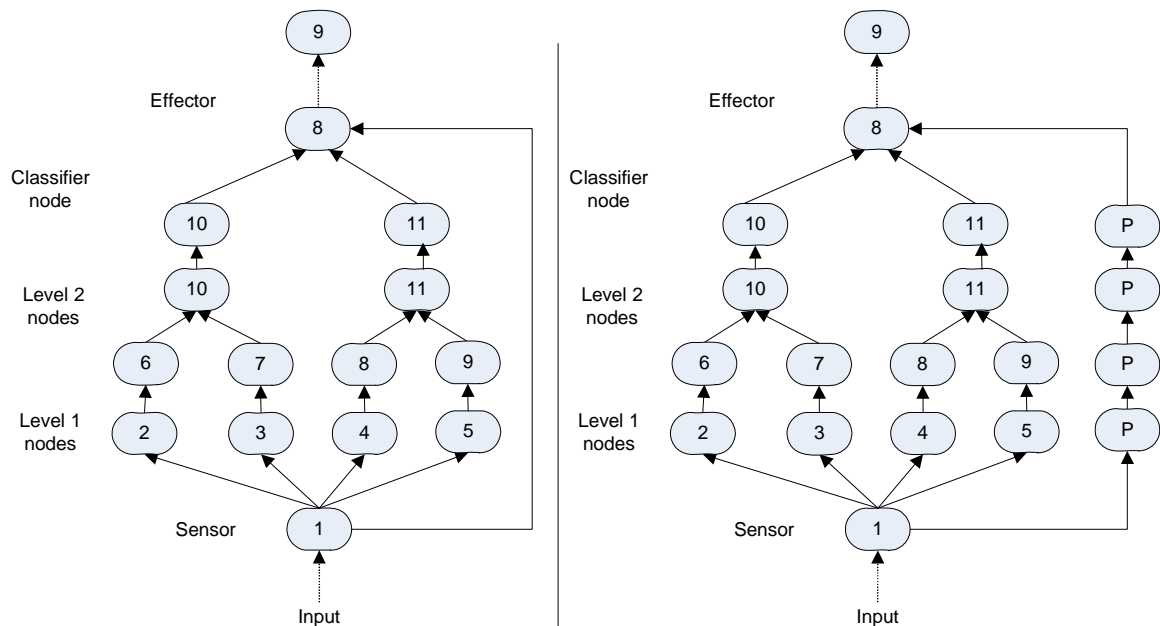 9
Effector
8
Classifier
node
10
11
Level 2
nodes
10
11
6
7
8
9
Level 1
nodes
2
3
4
5
Sensor
1
Input
9
Effector
8
Classifier
node
10
11
P
Level 2
nodes
10
11
P
6
7
8
9
P
Level 1
nodes
2
3
4
5
P
Sensor
1
Input